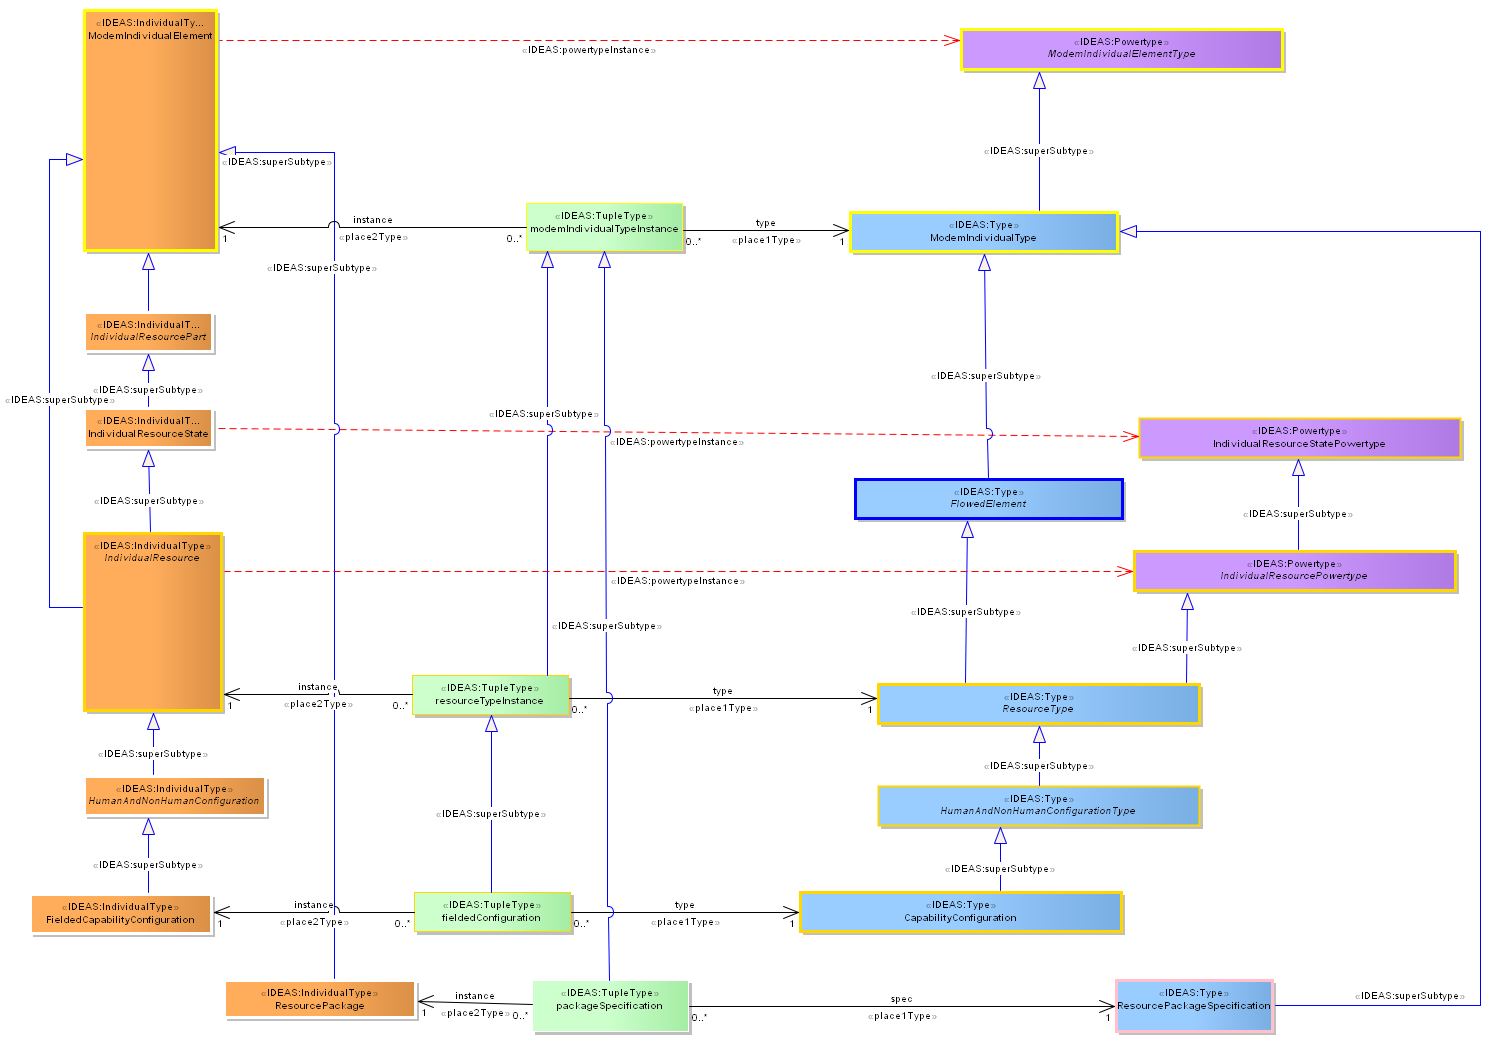 «IDEAS:IndividualTy...
ModemIndividualElement
«IDEAS:powertypeInstance»
«IDEAS:Powertype»
ModemIndividualElementType
«IDEAS:superSubtype»
«IDEAS:superSubtype»
instance
«place2Type»
1
0..*
«IDEAS:TupleType»
modemIndividualTypeInstance
type
«place1Type»
0..*
1
«IDEAS:Type»
ModemIndividualType
«IDEAS:superSubtype»
«IDEAS:IndividualT...
IndividualResourcePart
«IDEAS:superSubtype»
«IDEAS:superSubtype»
«IDEAS:superSubtype»
«IDEAS:IndividualT...
IndividualResourceState
«IDEAS:superSubtype»
«IDEAS:powertypeInstance»
«IDEAS:Powertype»
IndividualResourceStatePowertype
«IDEAS:superSubtype»
«IDEAS:Type»
FlowedElement
«IDEAS:superSubtype»
«IDEAS:IndividualType»
IndividualResource
«IDEAS:powertypeInstance»
«IDEAS:Powertype»
IndividualResourcePowertype
«IDEAS:superSubtype»
«IDEAS:superSubtype»
«IDEAS:superSubtype»
instance
«place2Type»
1
0..*
«IDEAS:TupleType»
resourceTypeInstance
type
«place1Type»
0..*
1
«IDEAS:Type»
ResourceType
«IDEAS:superSubtype»
«IDEAS:superSubtype»
«IDEAS:IndividualType»
HumanAndNonHumanConfiguration
«IDEAS:Type»
HumanAndNonHumanConfigurationType
«IDEAS:superSubtype»
«IDEAS:superSubtype»
«IDEAS:superSubtype»
«IDEAS:IndividualType»
FieldedCapabilityConfiguration
instance
«place2Type»
1
0..*
«IDEAS:TupleType»
fieldedConfiguration
type
«place1Type»
0..*
1
«IDEAS:Type»
CapabilityConfiguration
«IDEAS:IndividualType»
ResourcePackage
instance
«place2Type»
1
0..*
«IDEAS:TupleType»
packageSpecification
spec
«place1Type»
0..*
1
«IDEAS:Type»
ResourcePackageSpecification
«IDEAS:superSubtype»